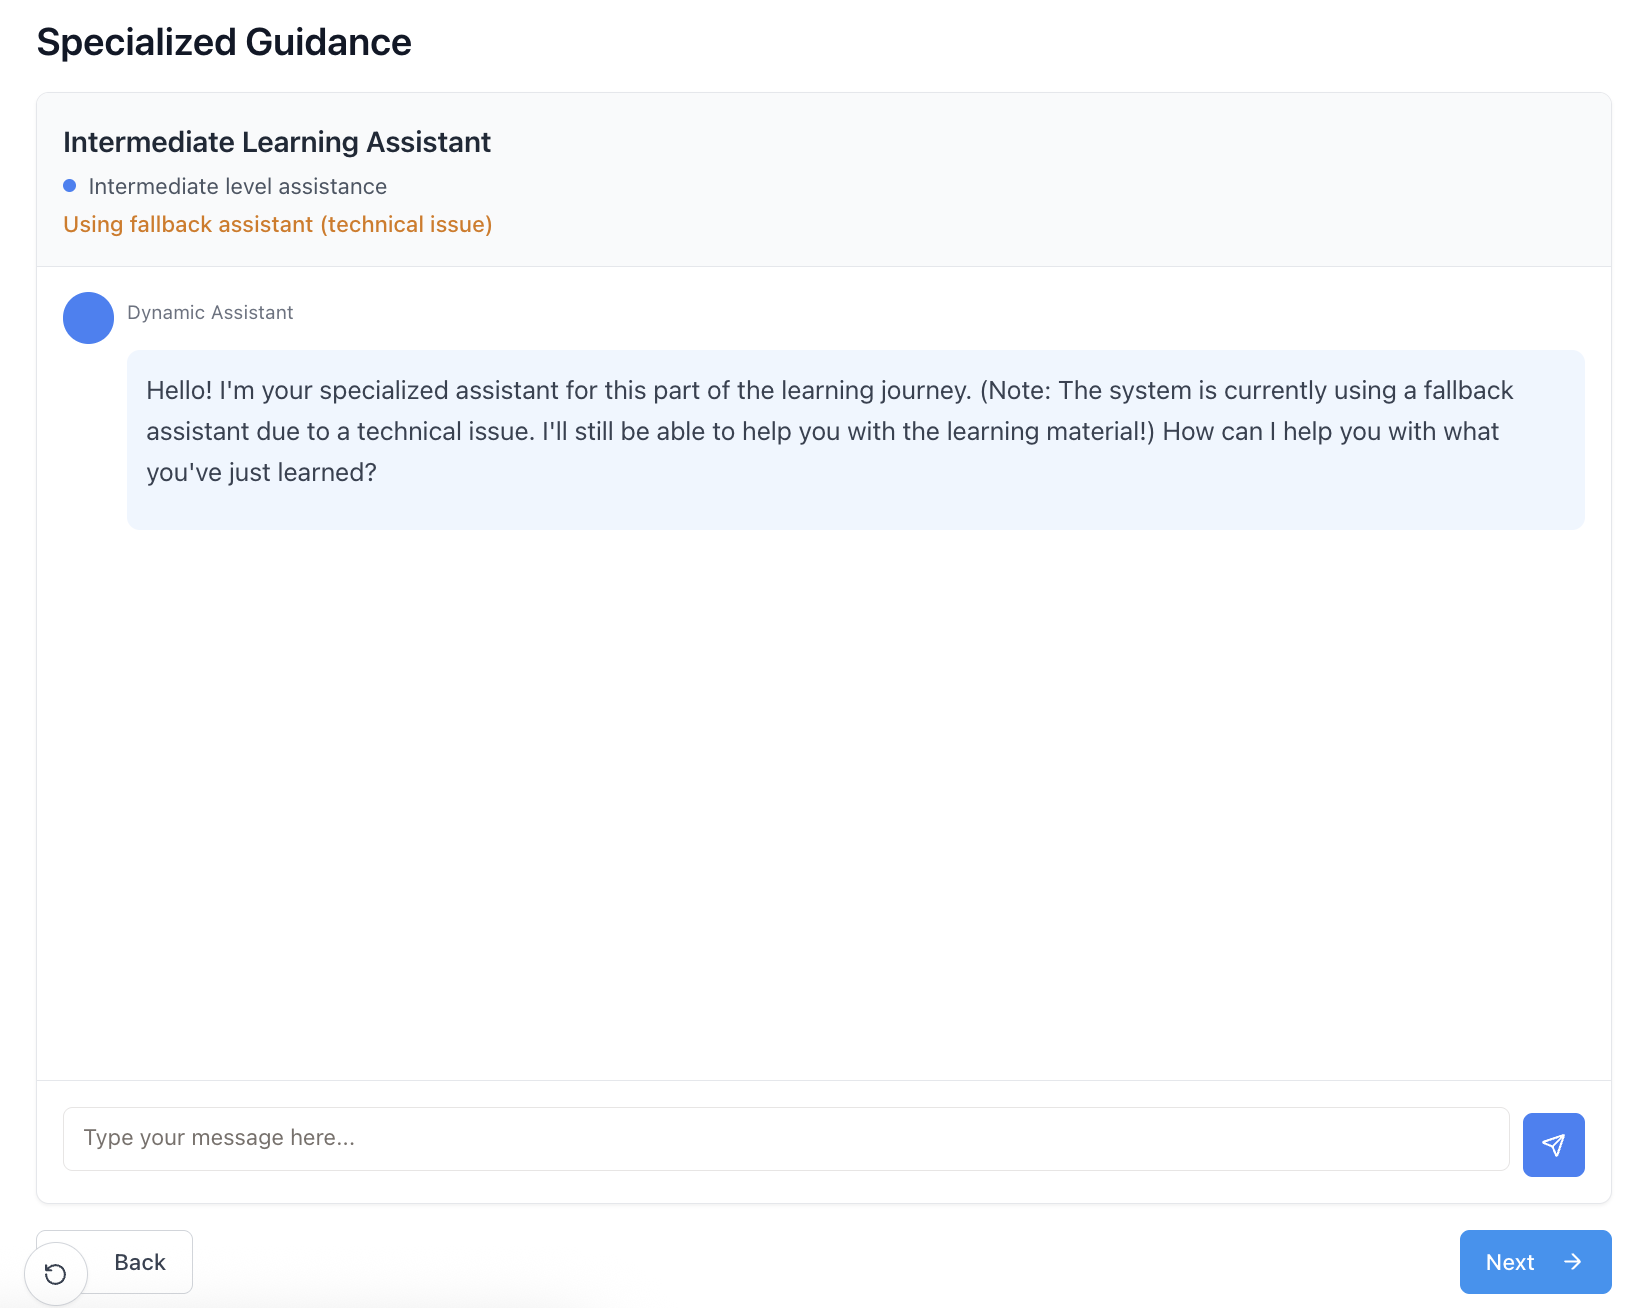 Specialized Guidance
Intermediate Learning Assistant
Intermediate level assistance
Using fallback assistant (technical issue)
Dynamic Assistant
Hello! I'm your specialized assistant for this part of the learning journey. (Note: The system is currently using a fallback
assistant due to a technical issue. I'll still be able to help you with the learning material!) How can I help you with what
you've just learned?
Type your message here...
Back
Next